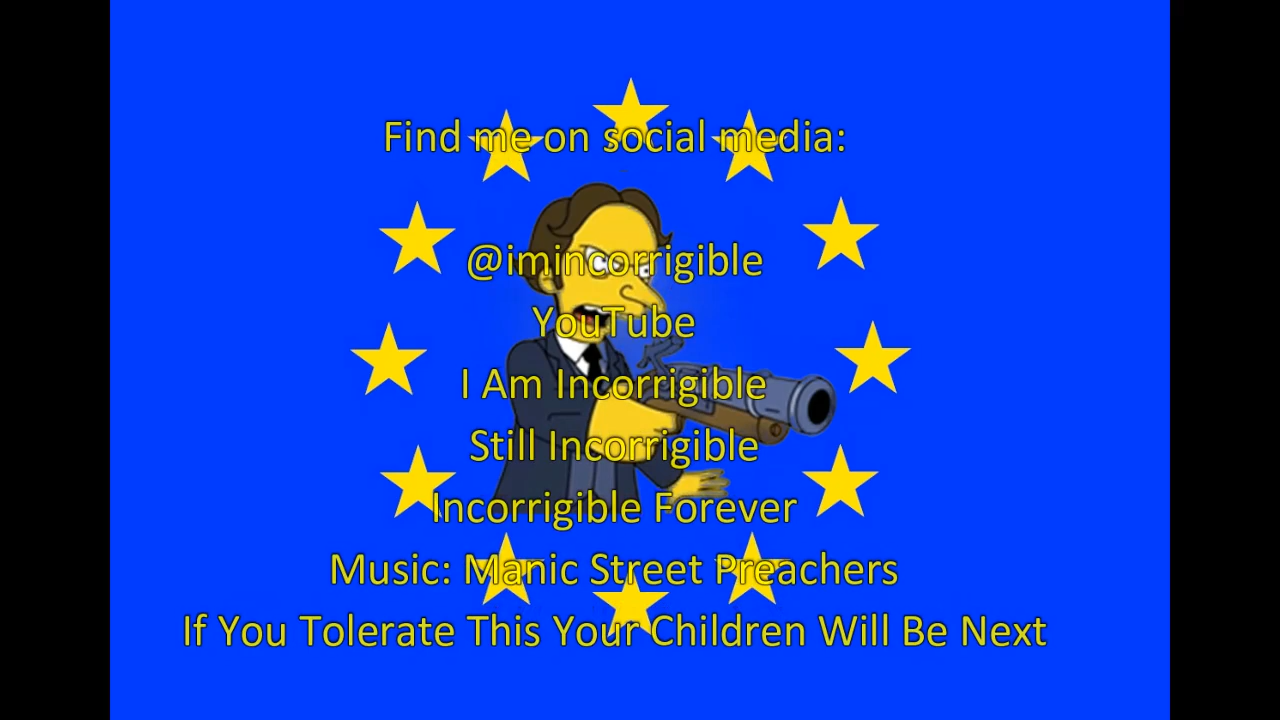 Find me on social media:
@imincorrigible
YouTube
I Am Incorrigible
Still Incorrigible
Incorrigible Forever
Music: Manic Street Preachers
If You Tolerate This Your Children Will Be Next